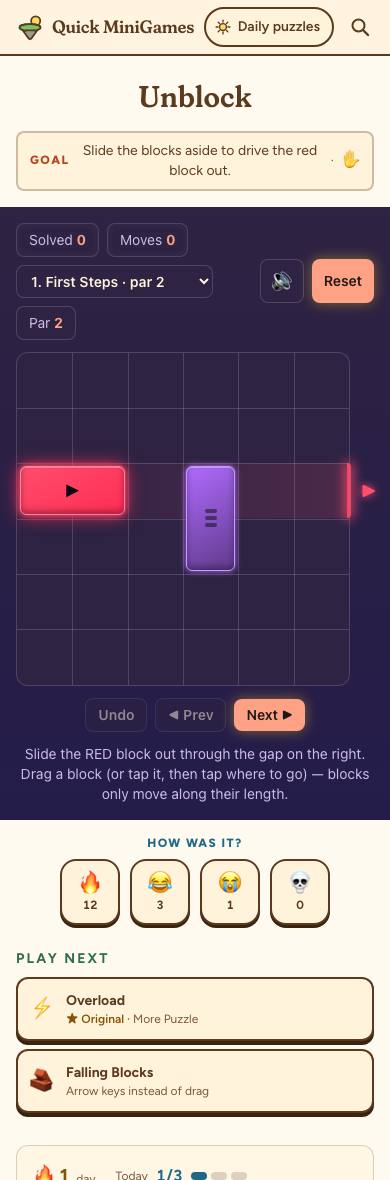 Quick MiniGames
Daily puzzles
Unblock
GOAL
Slide the blocks aside to drive the red
block out.
·
Solved 0
Moves 0
1. First Steps · par 2
Reset
Par 2
Undo
◄ Prev
Next ►
Slide the RED block out through the gap on the right.
Drag a block (or tap it, then tap where to go) — blocks
only move along their length.
HOW WAS IT?
12
3
1
0
PLAY NEXT
Overload
★ Original · More Puzzle
Falling Blocks
Arrow keys instead of drag
1 day
Today 1/3